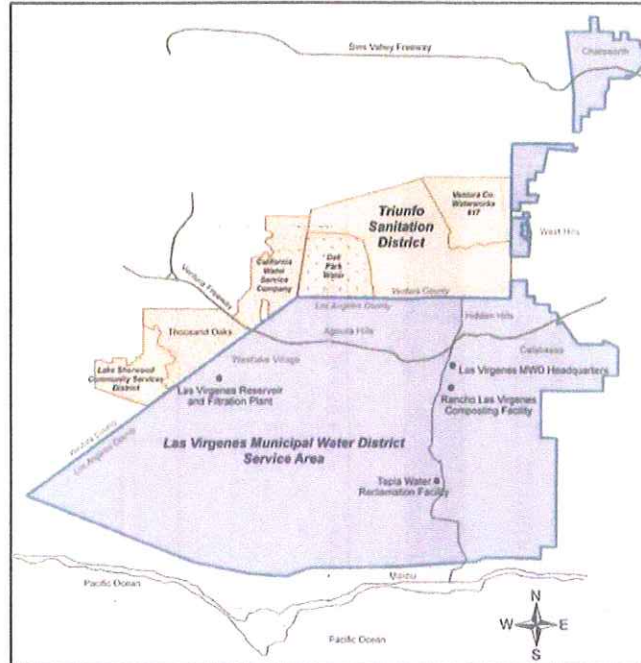 Simi Valley Freeway
Chatsworth
Triunfo
Sanitation
District
Ventura Co.
Waterworks
#17
West Hills
Oak
Park
Water
California
Water
Service
Company
Ventura Freeway
Thousand Oaks
Lake Sherwood
Community Services
District
Ventura County
Los Angeles County
Hidden Hills
Agoura Hills
Calabasas
Westlake Village
Las Virgenes MWD Headquarters
Las Virgenes Reservoir
and Filtration Plant
Rancho Las Virgenes
Composting Facility
Ventura County
Los Angeles County
Las Virgenes Municipal Water District
Service Area
Tapia Water
Reclamation Facility
Malibu
Pacific Ocean
Pacific Ocean
N
W
E
S